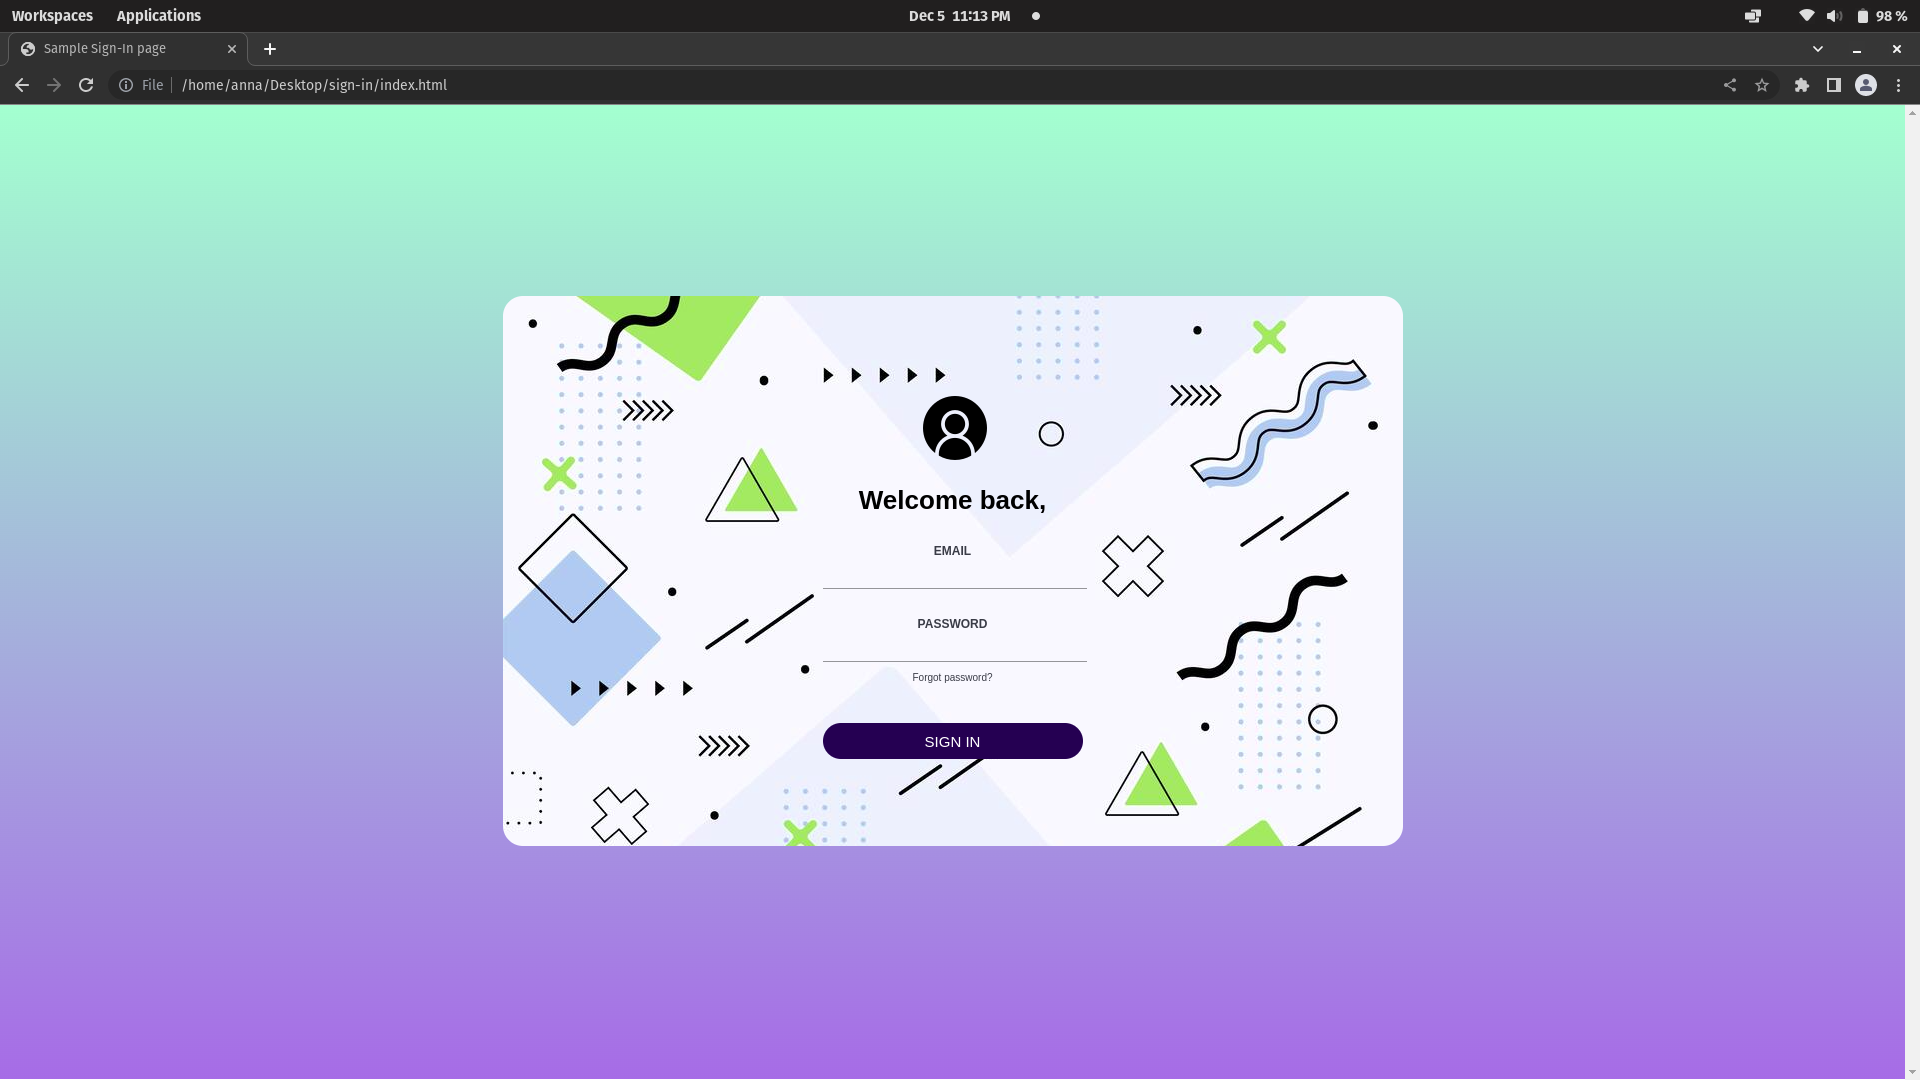 Workspaces Applications Dec 5 11:13 PM 98 %
Sample Sign-In page
File /home/anna/Desktop/sign-in/index.html
Welcome back,
EMAIL
PASSWORD
Forgot password?
SIGN IN